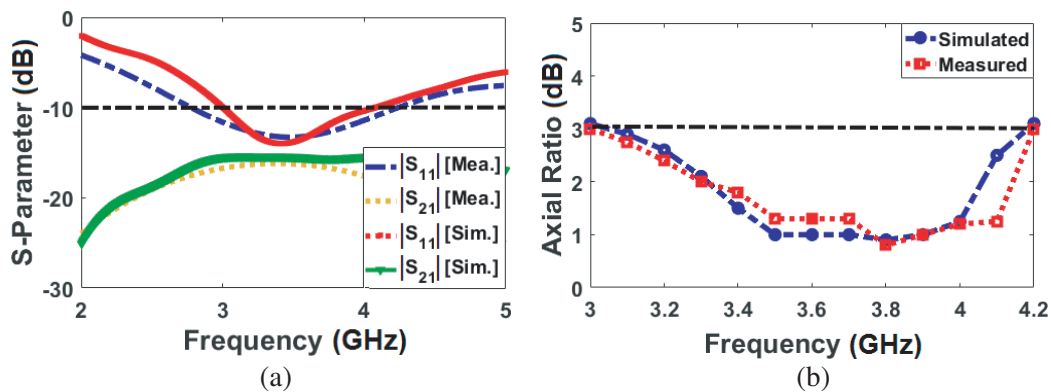 S-Parameter (dB)
0
-10
-20
-30
|S11| [Mea.]
|S21| [Mea.]
|S11| [Sim.]
|S21| [Sim.]
2
3
4
5
Frequency (GHz)
(a)
Axial Ratio (dB)
5
4
3
2
1
0
Simulated
Measured
3
3.2
3.4
3.6
3.8
4
4.2
Frequency (GHz)
(b)